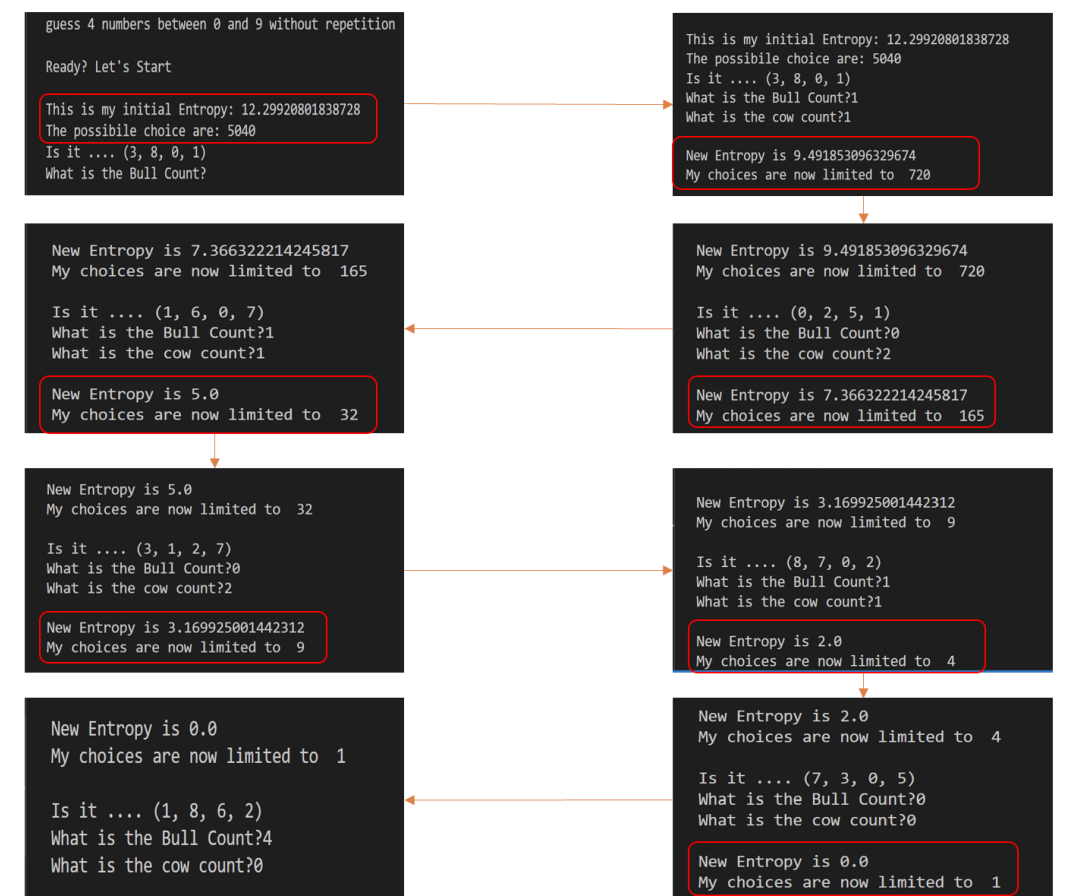 guess 4 numbers between 0 and 9 without repetition
Ready? Let's Start
This is my initial Entropy: 12.29920801838728
The possibile choice are: 5040
Is it .... (3, 8, 0, 1)
What is the Bull Count?
This is my initial Entropy: 12.29920801838728
The possibile choice are: 5040
Is it .... (3, 8, 0, 1)
What is the Bull Count?1
What is the cow count?1
New Entropy is 9.491853096329674
My choices are now limited to  720
New Entropy is 9.491853096329674
My choices are now limited to  720
Is it .... (0, 2, 5, 1)
What is the Bull Count?0
What is the cow count?2
New Entropy is 7.366322214245817
My choices are now limited to  165
New Entropy is 7.366322214245817
My choices are now limited to  165
Is it .... (1, 6, 0, 7)
What is the Bull Count?1
What is the cow count?1
New Entropy is 5.0
My choices are now limited to  32
New Entropy is 5.0
My choices are now limited to  32
Is it .... (3, 1, 2, 7)
What is the Bull Count?0
What is the cow count?2
New Entropy is 3.169925001442312
My choices are now limited to  9
New Entropy is 3.169925001442312
My choices are now limited to  9
Is it .... (8, 7, 0, 2)
What is the Bull Count?1
What is the cow count?1
New Entropy is 2.0
My choices are now limited to  4
New Entropy is 2.0
My choices are now limited to  4
Is it .... (7, 3, 0, 5)
What is the Bull Count?0
What is the cow count?0
New Entropy is 0.0
My choices are now limited to  1
New Entropy is 0.0
My choices are now limited to  1
Is it .... (1, 8, 6, 2)
What is the Bull Count?4
What is the cow count?0